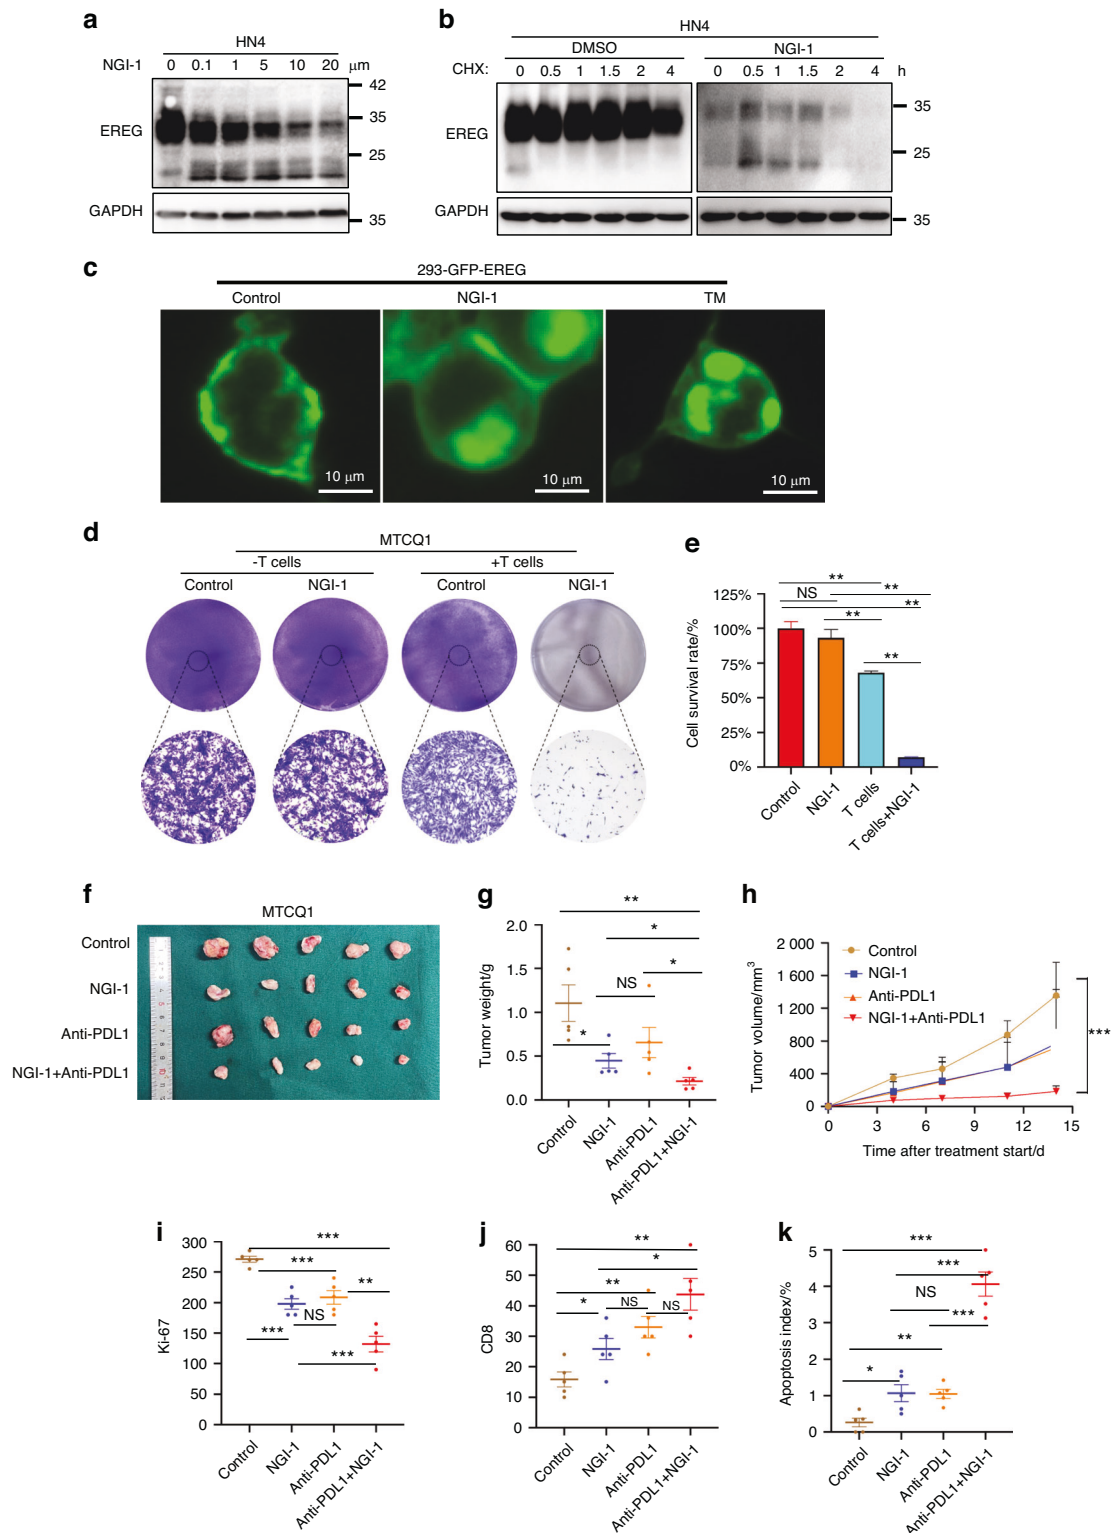 a
HN4
NGI-1 0 0.1 1 5 10 20 μm
42
35
25
EREG
GAPDH
35
b
HN4
DMSO NGI-1
CHX: 0 0.5 1 1.5 2 4 0 0.5 1 1.5 2 4 h
35
25
EREG
GAPDH
35
c
293-GFP-EREG
Control NGI-1 TM
10 μm 10 μm 10 μm
d
MTCQ1
-T cells +T cells
Control NGI-1 Control NGI-1
e
Cell survival rate/%
125%
100%
75%
50%
25%
0%
**
NS
**
**
**
**
Control
NGI-1
T cells
T cells+NGI-1
f
MTCQ1
Control
NGI-1
Anti-PDL1
NGI-1+Anti-PDL1
g
Tumor weight/g
2.0
1.5
1.0
0.5
0.0
**
*
*
NS
*
Control
NGI-1
Anti-PDL1
Anti-PDL1+NGI-1
h
Tumor volume/mm³
2 000
1 600
1200
800
400
0
Control
NGI-1
Anti-PDL1
NGI-1+Anti-PDL1
***
0 3 6 9 12 15
Time after treatment start/d
i
Ki-67
300
250
200
150
100
50
0
***
***
**
NS
***
***
Control
NGI-1
Anti-PDL1
Anti-PDL1+NGI-1
j
CD8
60
50
40
30
20
10
0
**
*
**
*
NS
NS
Control
NGI-1
Anti-PDL1
Anti-PDL1+NGI-1
k
Apoptosis index/%
5
4
3
2
1
0
***
***
NS
***
**
*
Control
NGI-1
Anti-PDL1
Anti-PDL1+NGI-1